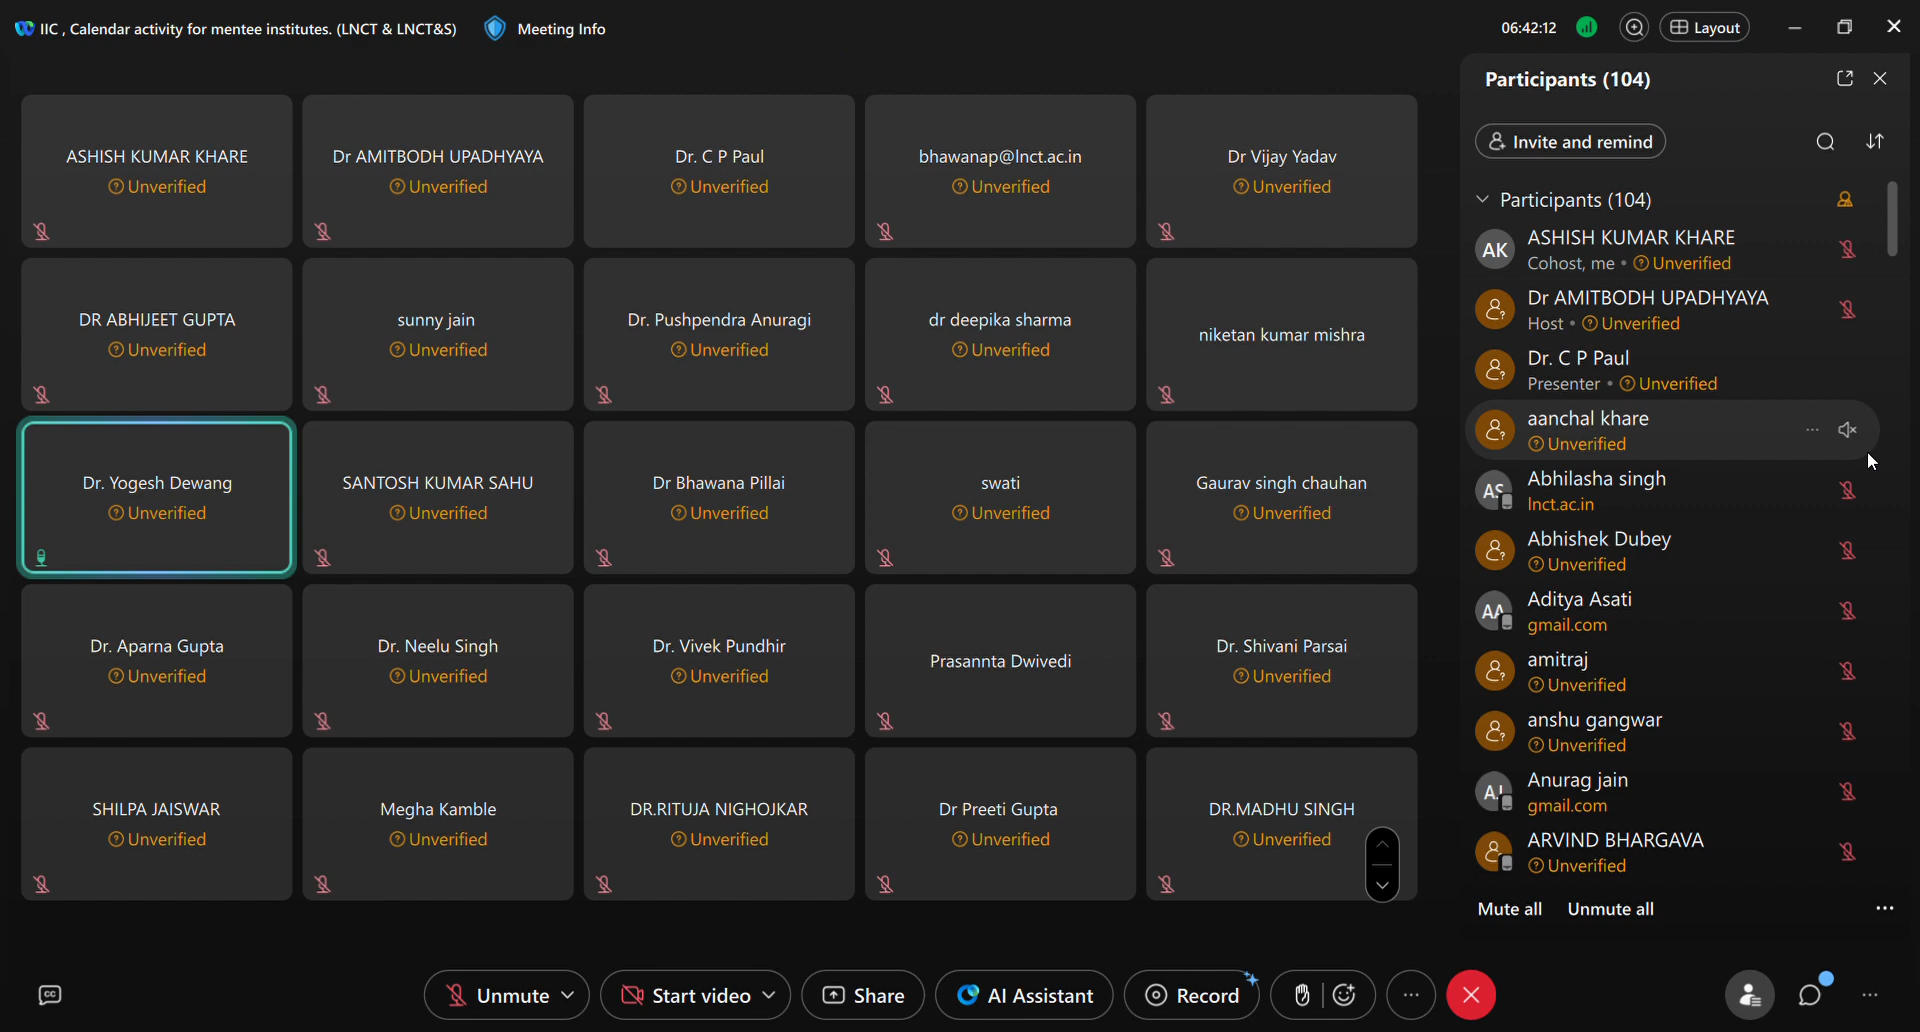 IIC , Calendar activity for mentee institutes. (LNCT & LNCT&S)
Meeting Info
06:42:12
Layout
ASHISH KUMAR KHARE
Unverified
Dr AMITBODH UPADHYAYA
Unverified
Dr. C P Paul
Unverified
bhawanap@lnct.ac.in
Unverified
Dr Vijay Yadav
Unverified
DR ABHIJEET GUPTA
Unverified
sunny jain
Unverified
Dr. Pushpendra Anuragi
Unverified
dr deepika sharma
Unverified
niketan kumar mishra
Dr. Yogesh Dewang
Unverified
SANTOSH KUMAR SAHU
Unverified
Dr Bhawana Pillai
Unverified
swati
Unverified
Gaurav singh chauhan
Unverified
Dr. Aparna Gupta
Unverified
Dr. Neelu Singh
Unverified
Dr. Vivek Pundhir
Unverified
Prasannta Dwivedi
Dr. Shivani Parsai
Unverified
SHILPA JAISWAR
Unverified
Megha Kamble
Unverified
DR.RITUJA NIGHOJKAR
Unverified
Dr Preeti Gupta
Unverified
DR.MADHU SINGH
Unverified
Participants (104)
Invite and remind
Participants (104)
AK
ASHISH KUMAR KHARE
Cohost, me • Unverified
Dr AMITBODH UPADHYAYA
Host • Unverified
Dr. C P Paul
Presenter • Unverified
aanchal khare
Unverified
AS
Abhilasha singh
lnct.ac.in
Abhishek Dubey
Unverified
AA
Aditya Asati
gmail.com
amitraj
Unverified
anshu gangwar
Unverified
AJ
Anurag jain
gmail.com
ARVIND BHARGAVA
Unverified
Mute all
Unmute all
CC
Unmute
Start video
Share
AI Assistant
Record